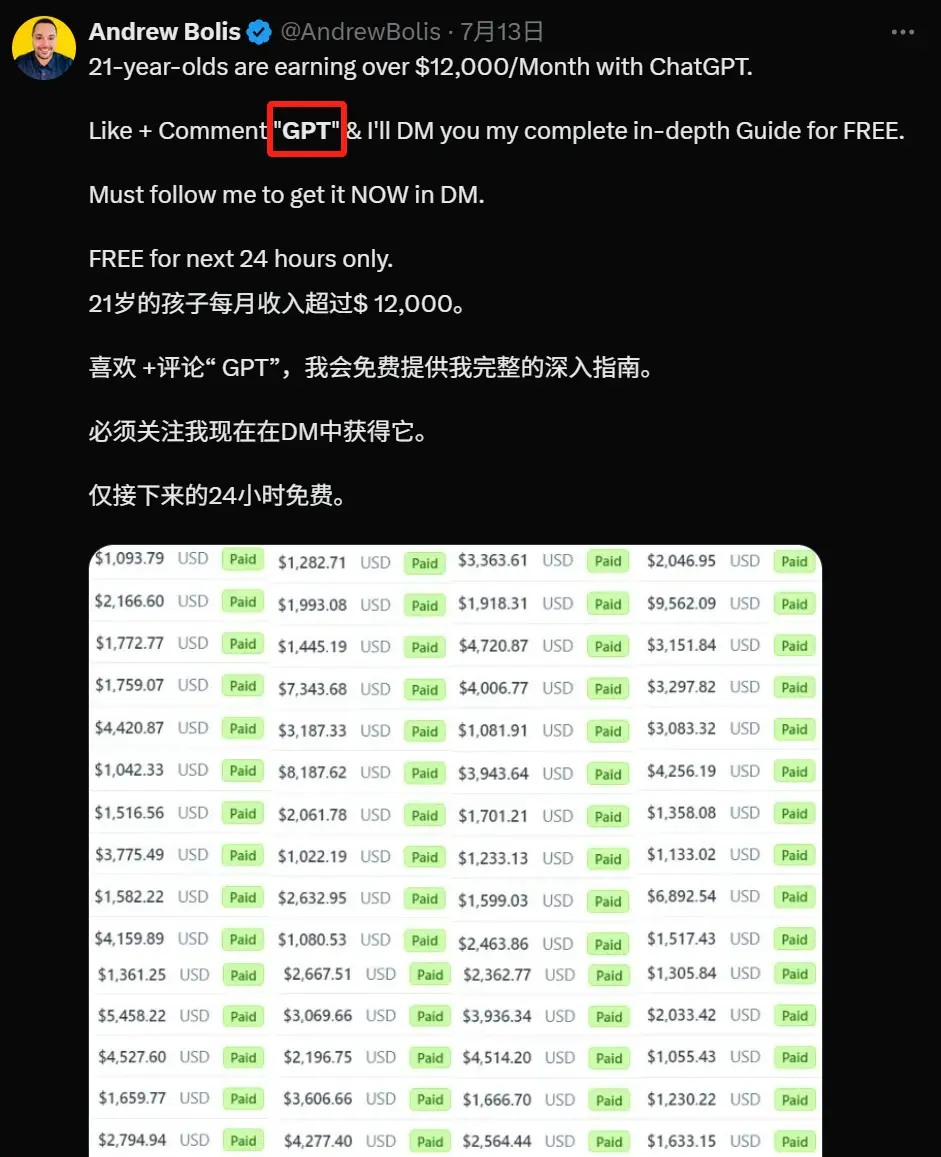 Andrew Bolis @AndrewBolis · 7月13日
21-year-olds are earning over $12,000/Month with ChatGPT.
Like + Comment "GPT" & I'll DM you my complete in-depth Guide for FREE.
Must follow me to get it NOW in DM.
FREE for next 24 hours only.
21岁的孩子每月收入超过$ 12,000。
喜欢 +评论“ GPT”，我会免费提供我完整的深入指南。
必须关注我现在在DM中获得它。
仅接下来的24小时免费。
$1,093.79 USD Paid $1,282.71 USD Paid $3,363.61 USD Paid $2,046.95 USD Paid
$2,166.60 USD Paid $1,993.08 USD Paid $1,918.31 USD Paid $9,562.09 USD Paid
$1,772.77 USD Paid $1,445.19 USD Paid $4,720.87 USD Paid $3,151.84 USD Paid
$1,759.07 USD Paid $7,343.68 USD Paid $4,006.77 USD Paid $3,297.82 USD Paid
$4,420.87 USD Paid $3,187.33 USD Paid $1,081.91 USD Paid $3,083.32 USD Paid
$1,042.33 USD Paid $8,187.62 USD Paid $3,943.64 USD Paid $4,256.19 USD Paid
$1,516.56 USD Paid $2,061.78 USD Paid $1,701.21 USD Paid $1,358.08 USD Paid
$3,775.49 USD Paid $1,022.19 USD Paid $1,233.13 USD Paid $1,133.02 USD Paid
$1,582.22 USD Paid $2,632.95 USD Paid $1,599.03 USD Paid $6,892.54 USD Paid
$4,159.89 USD Paid $1,080.53 USD Paid $2,463.86 USD Paid $1,517.43 USD Paid
$1,361.25 USD Paid $2,667.51 USD Paid $2,362.77 USD Paid $1,305.84 USD Paid
$5,458.22 USD Paid $3,069.66 USD Paid $3,936.34 USD Paid $2,033.42 USD Paid
$4,527.60 USD Paid $2,196.75 USD Paid $4,514.20 USD Paid $1,055.43 USD Paid
$1,659.77 USD Paid $3,606.66 USD Paid $1,666.70 USD Paid $1,230.22 USD Paid
$2,794.94 USD Paid $4,277.40 USD Paid $2,564.44 USD Paid $1,633.15 USD Paid